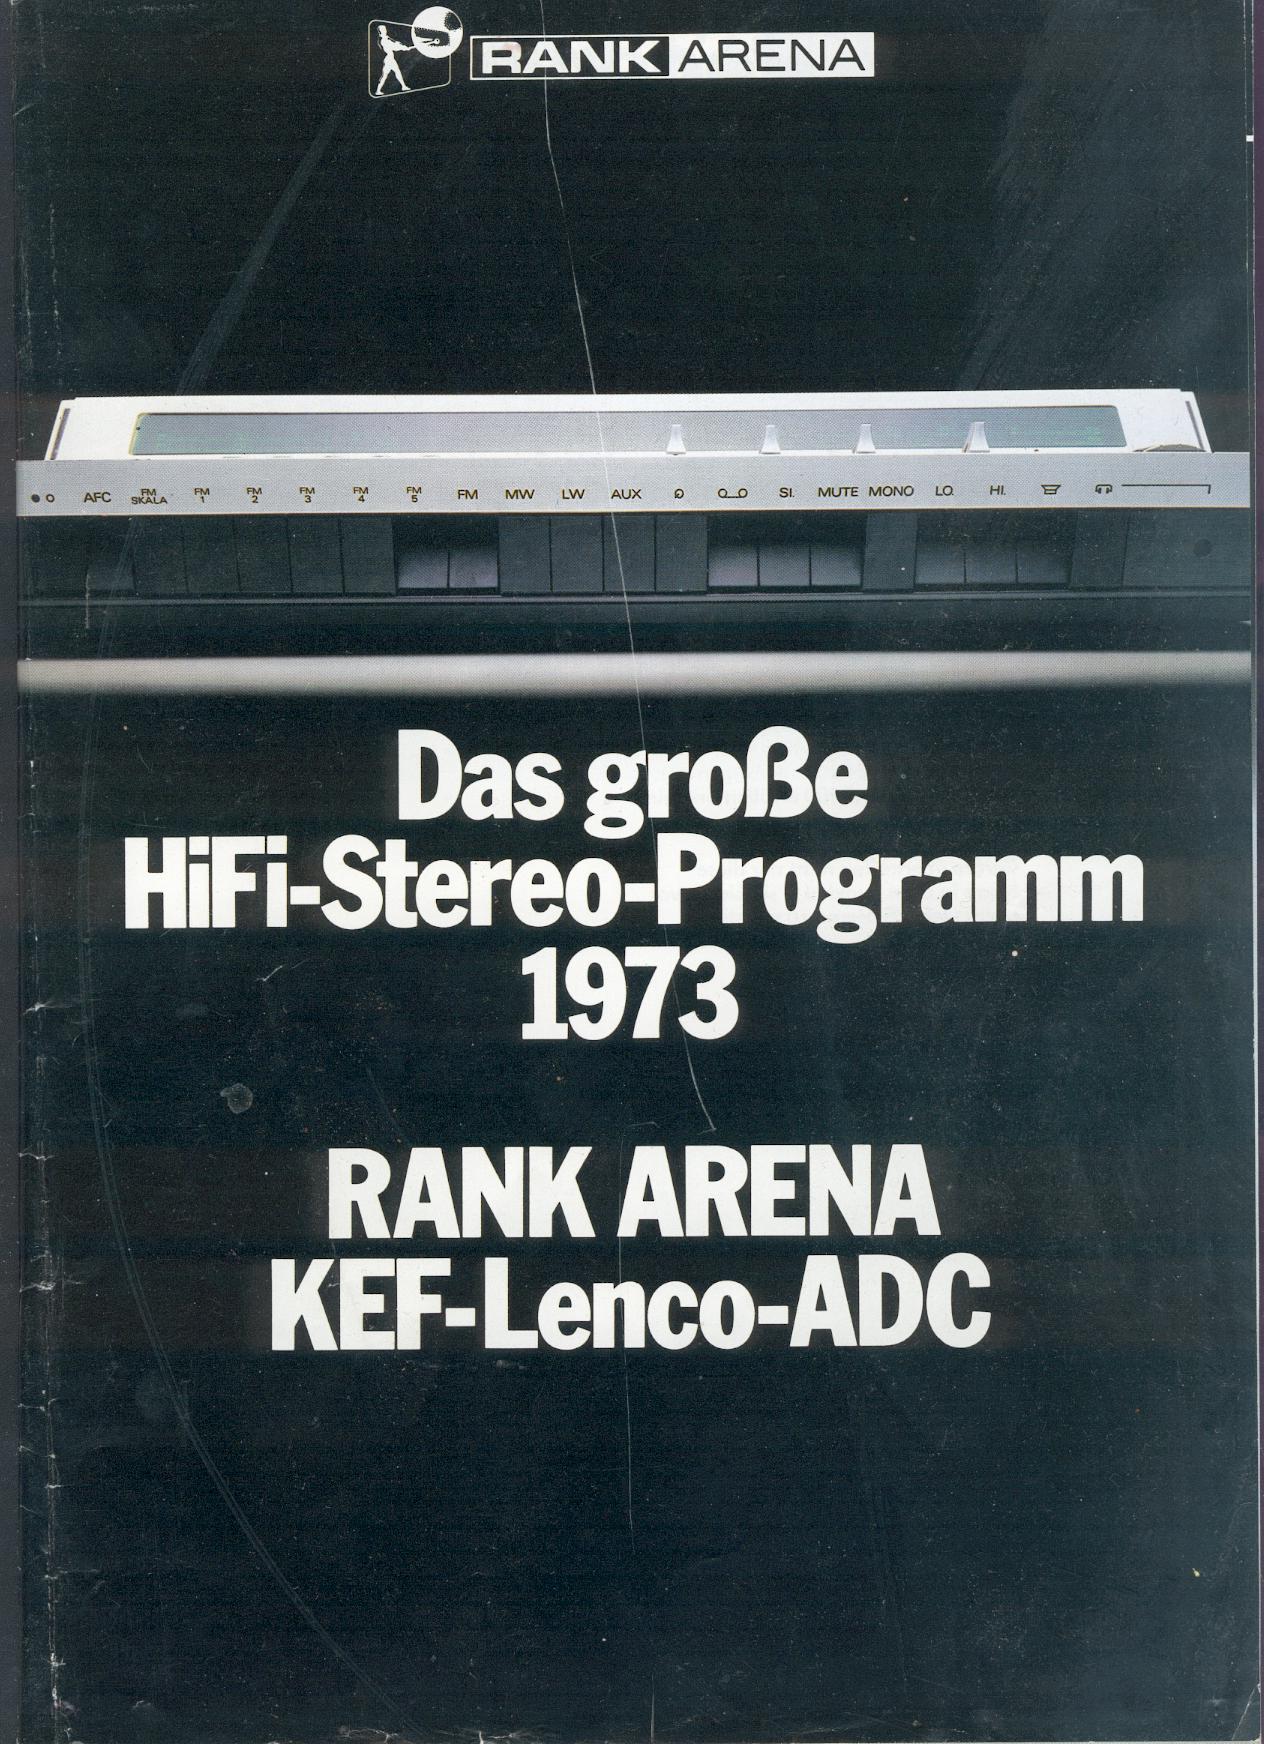 RANK ARENA
AFC FM SKALA FM 1 FM 2 FM 3 FM 4 FM 5 FM MW LW AUX SI. MUTE MONO LO. HI.
Das große
HiFi-Stereo-Programm
1973
RANK ARENA
KEF-Lenco-ADC